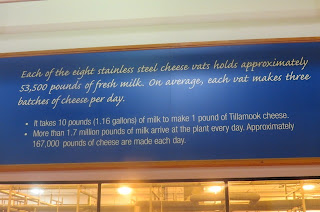 Each of the eight stainless steel cheese vats holds approximately
53,500 pounds of fresh milk. On average, each vat makes three
batches of cheese per day.
• It takes 10 pounds (1.16 gallons) of milk to make 1 pound of Tillamook cheese.
• More than 1.7 million pounds of milk arrive at the plant every day. Approximately
167,000 pounds of cheese are made each day.